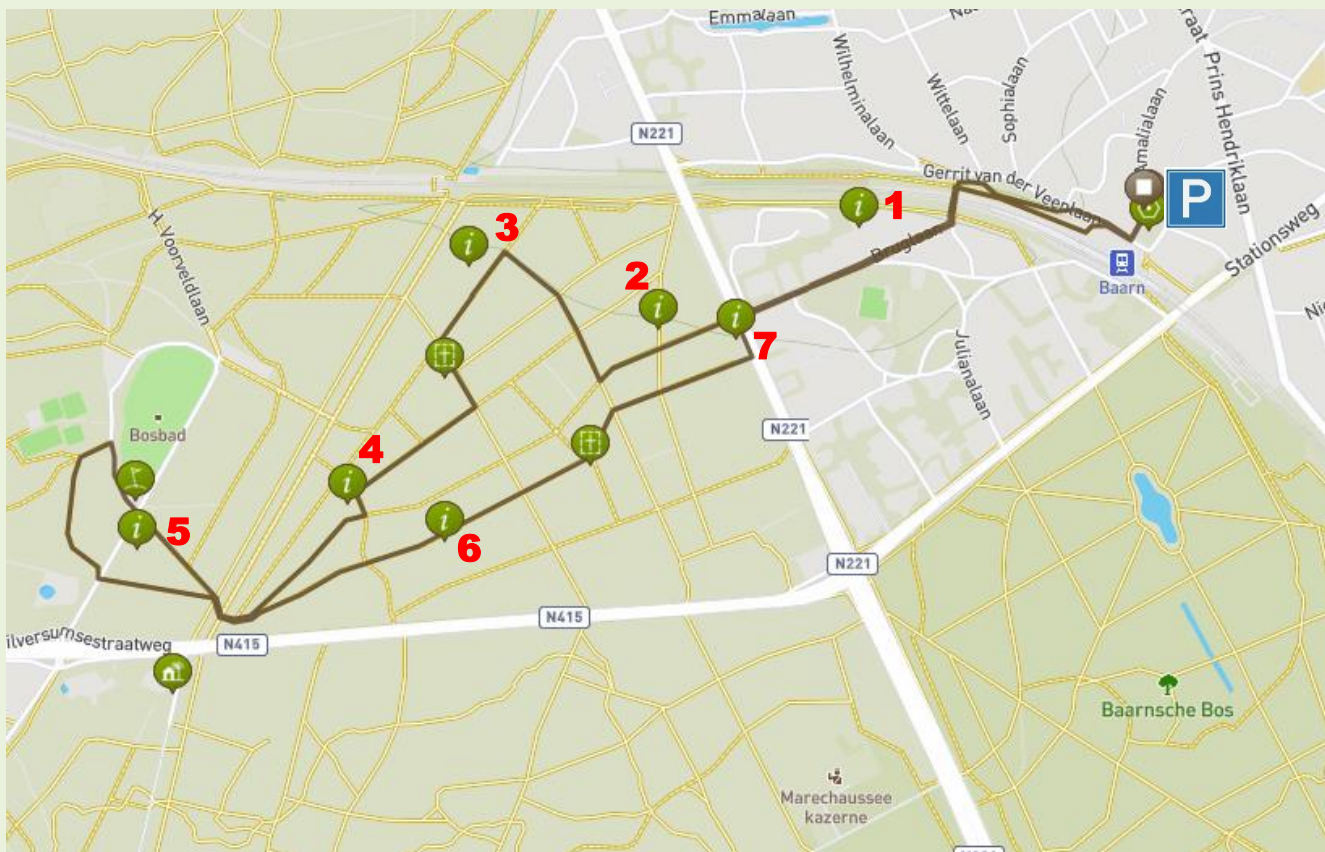 Emmalaan
Wilhelminalaan
Wittelaan
Sophialaan
Prins Hendriklaan
Amalialaan
N221
Gerrit van der Veenlaan
P
1
Bruglaan
Stationsweg
Baarn
H. Voorveldlaan
3
2
7
Julianalaan
N221
Bosbad
4
5
6
N221
N415
N415
ilversumsestraatweg
Baarnsche Bos
Marechaussee
kazerne